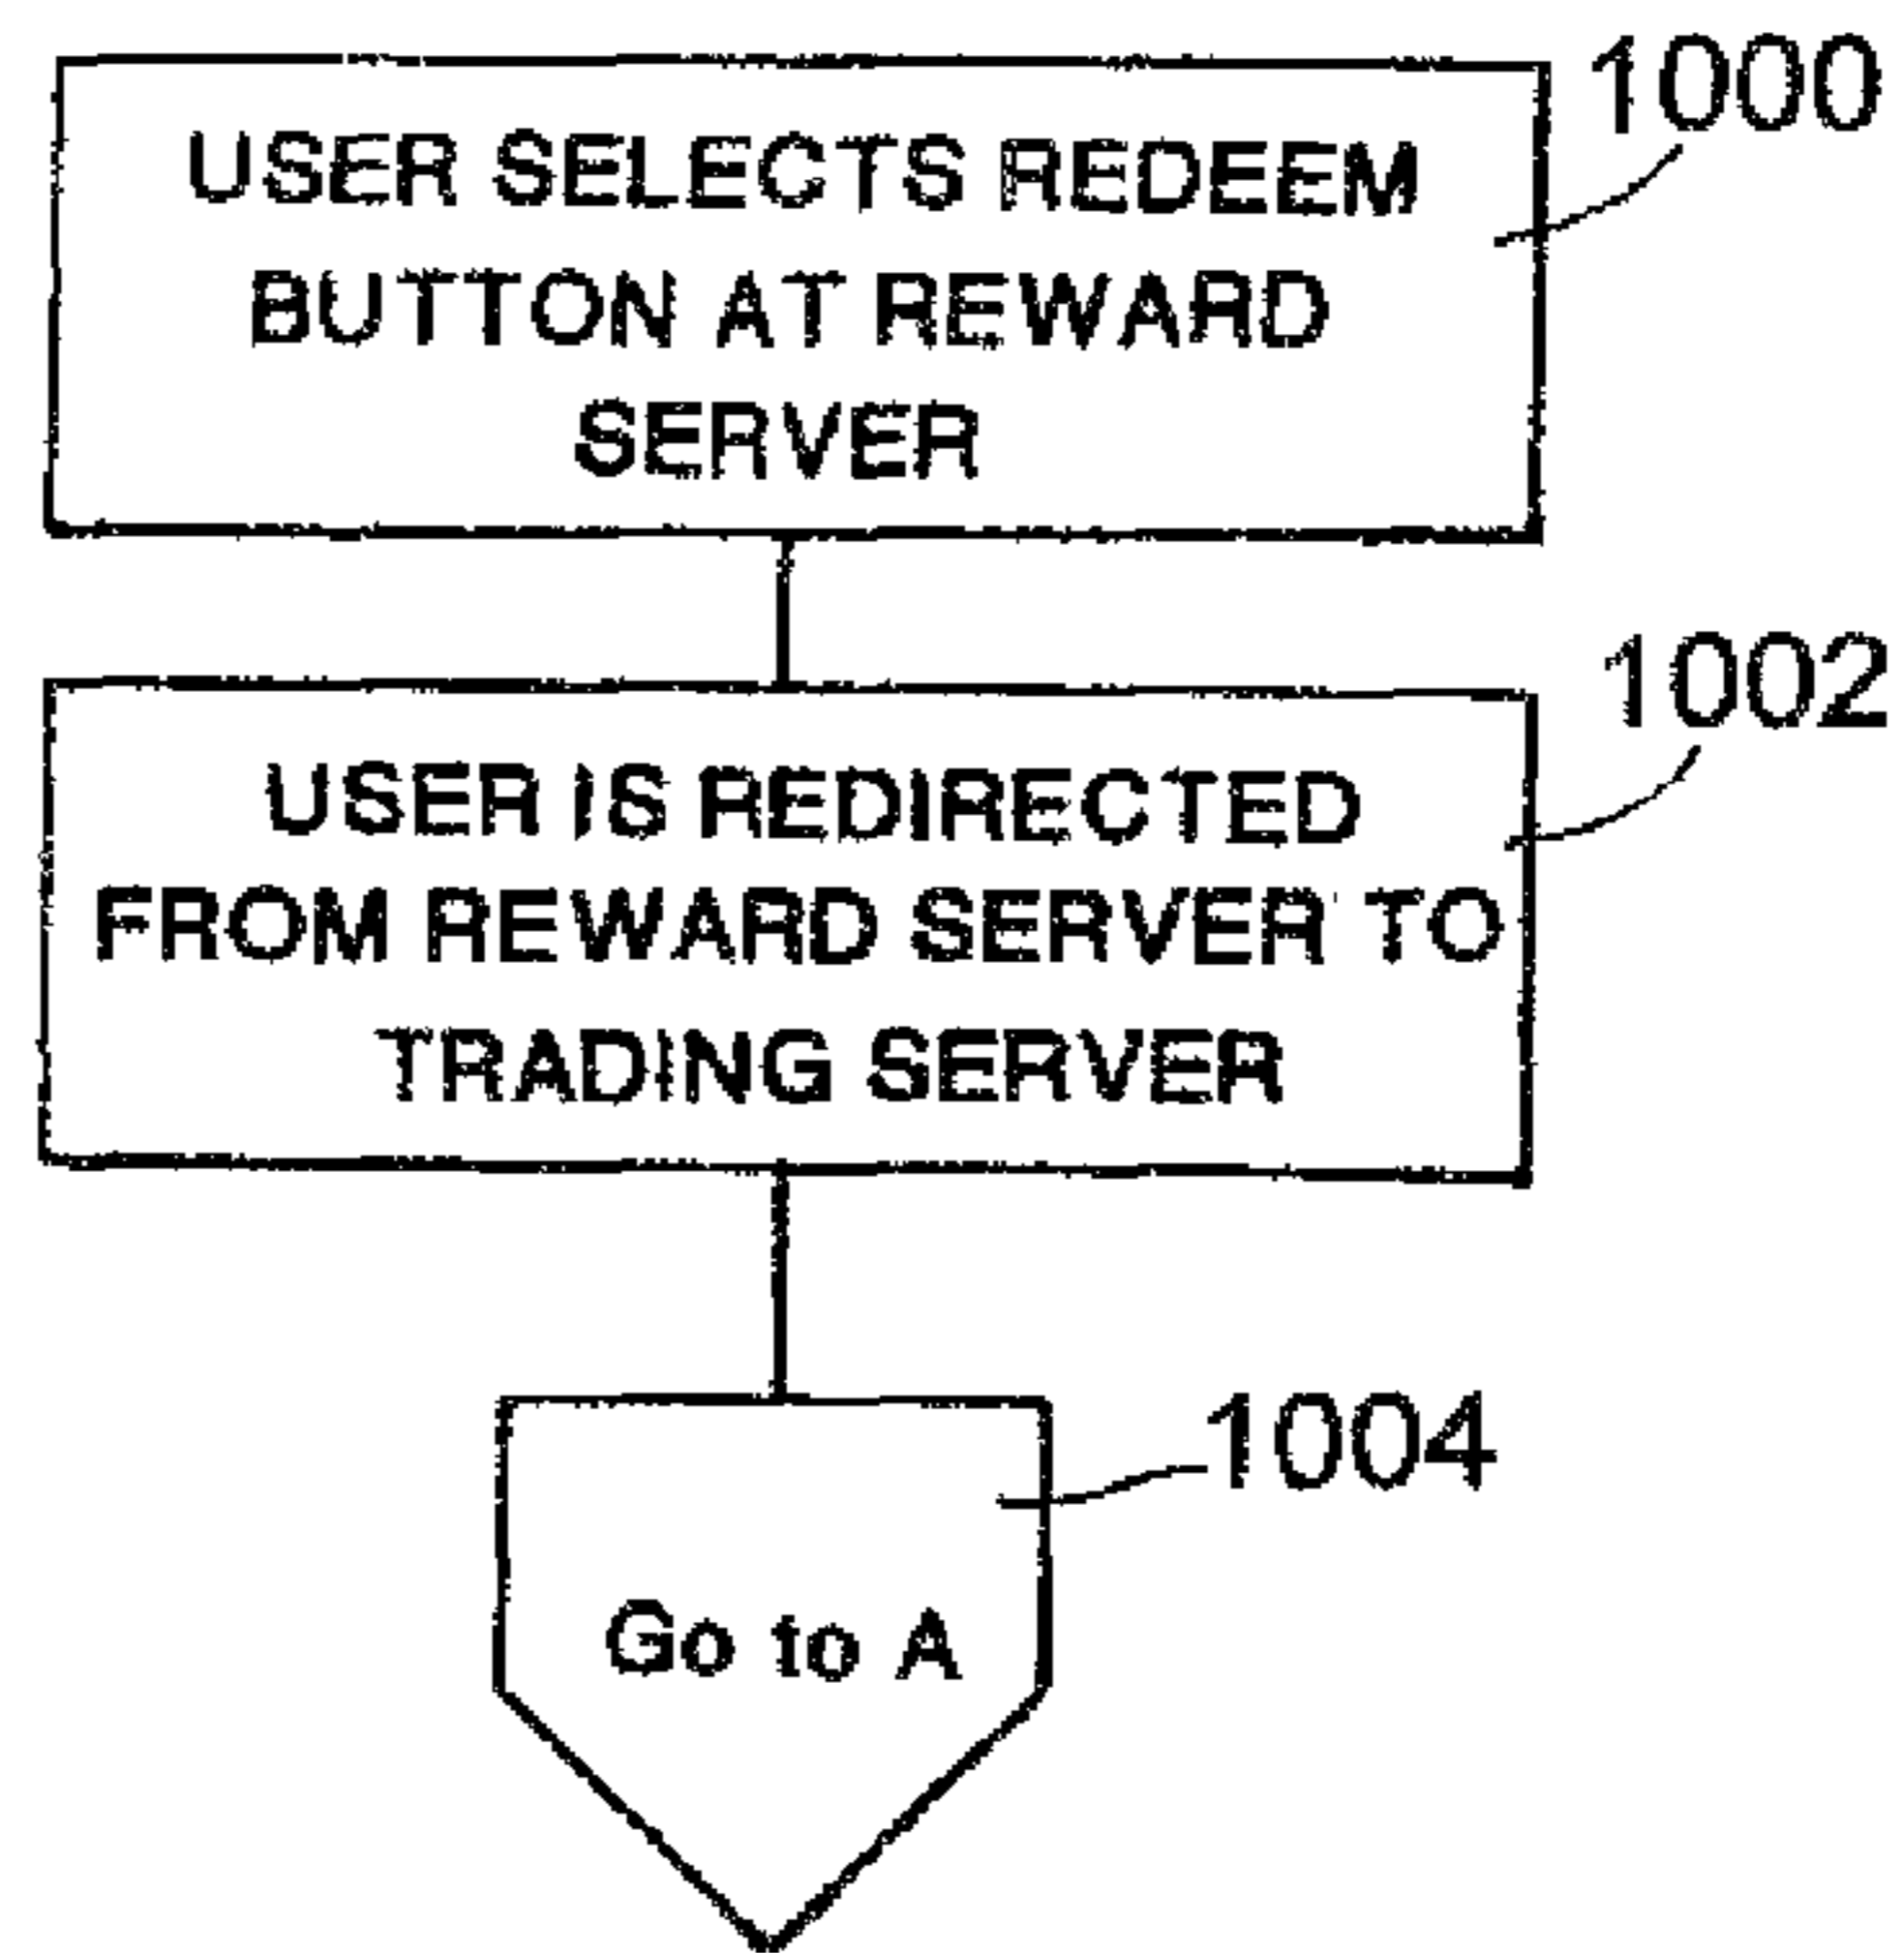 1000
USER SELECTS REDEEM
BUTTON AT REWARD
SERVER
1002
USER IS REDIRECTED
FROM REWARD SERVER TO
TRADING SERVER
1004
Go to A